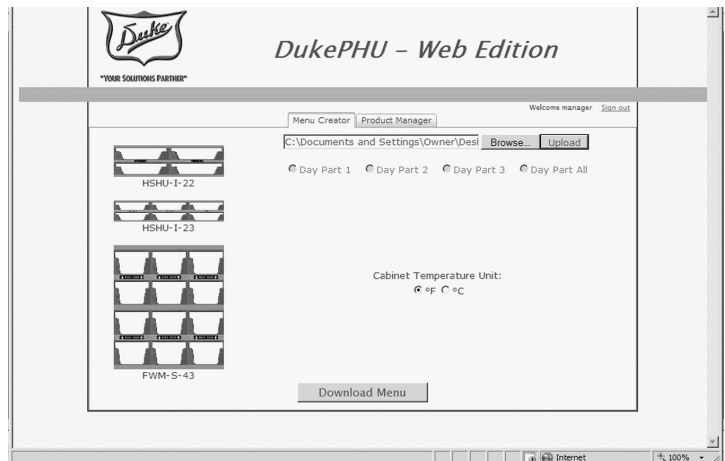 Duke
"YOUR SOLUTIONS PARTNER"
DukePHU – Web Edition
Welcome manager Sign out
Menu Creator Product Manager
C:\Documents and Settings\Owner\Desl Browse... Upload
Day Part 1 Day Part 2 Day Part 3 Day Part All
HSHU-I-22
HSHU-I-23
Cabinet Temperature Unit:
°F °C
FWM-S-43
Download Menu
Internet 100%